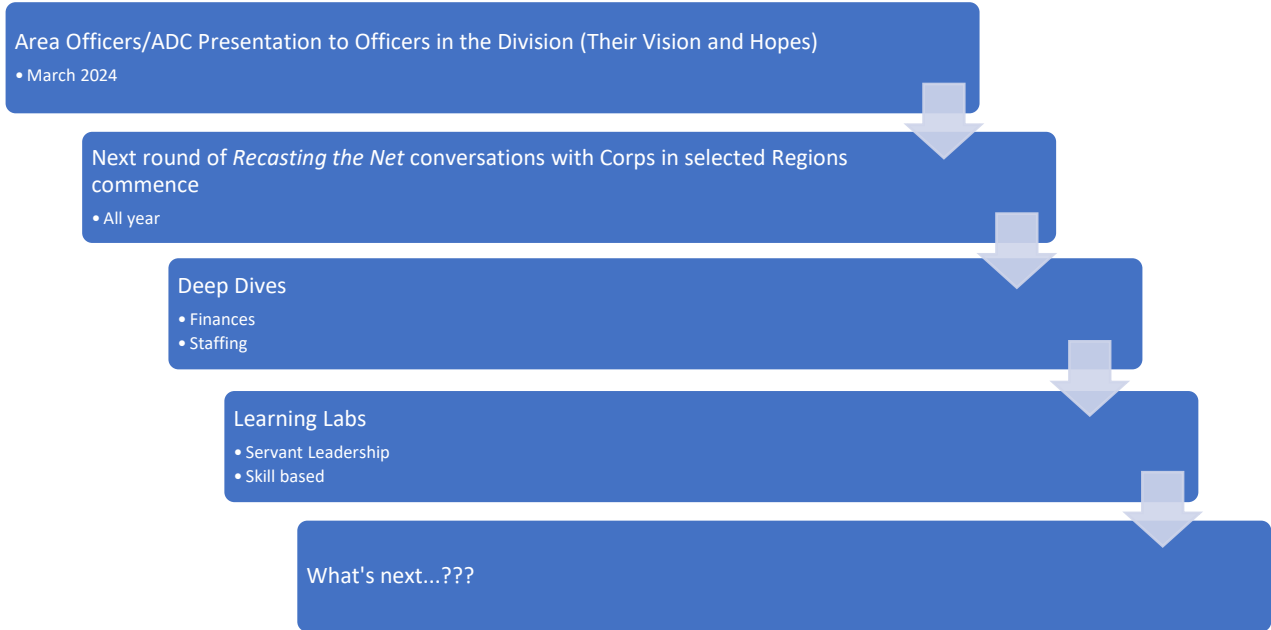 Area Officers/ADC Presentation to Officers in the Division (Their Vision and Hopes)
• March 2024
Next round of Recasting the Net conversations with Corps in selected Regions
commence
• All year
Deep Dives
• Finances
• Staffing
Learning Labs
• Servant Leadership
• Skill based
What's next...???